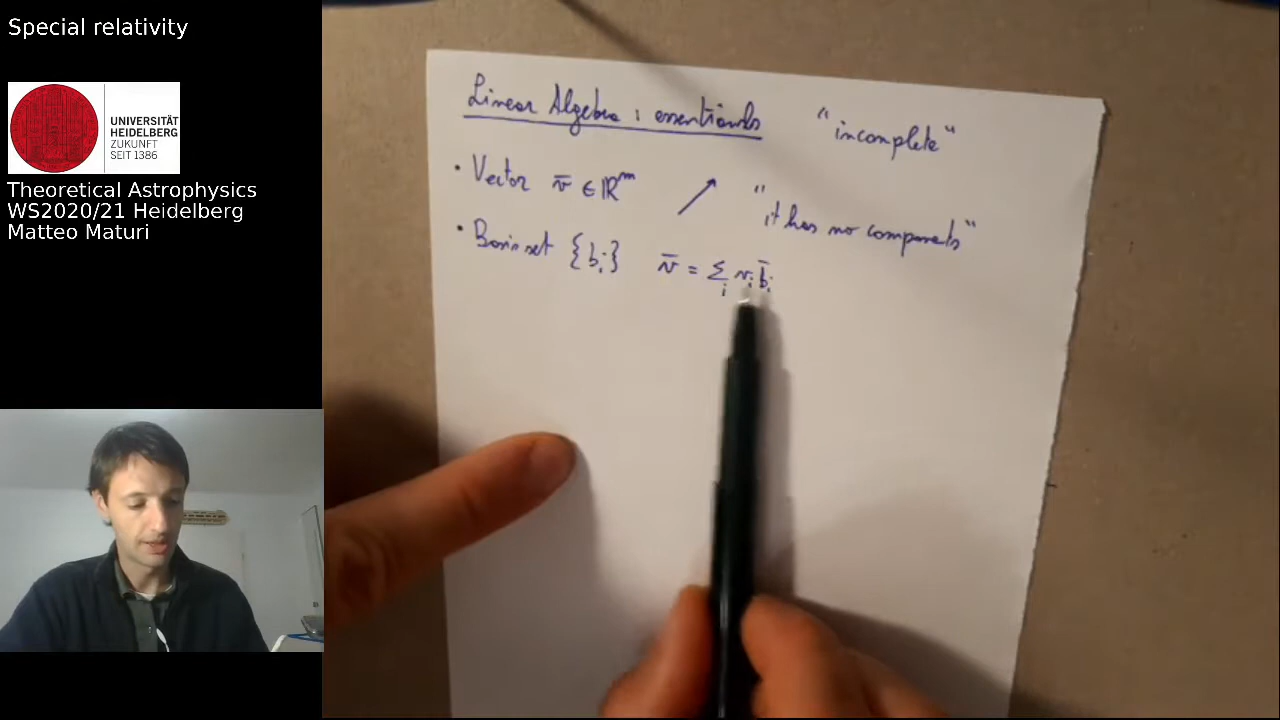 Special relativity
UNIVERSITÄT
HEIDELBERG
ZUKUNFT
SEIT 1386
Theoretical Astrophysics
WS2020/21 Heidelberg
Matteo Maturi
Linear Algebra : essentials "incomplete"
• Vector v̄ ∈ ℝⁿ "it has no components"
• Basis set {b̄ᵢ} v̄ = Σᵢ vᵢ b̄ᵢ